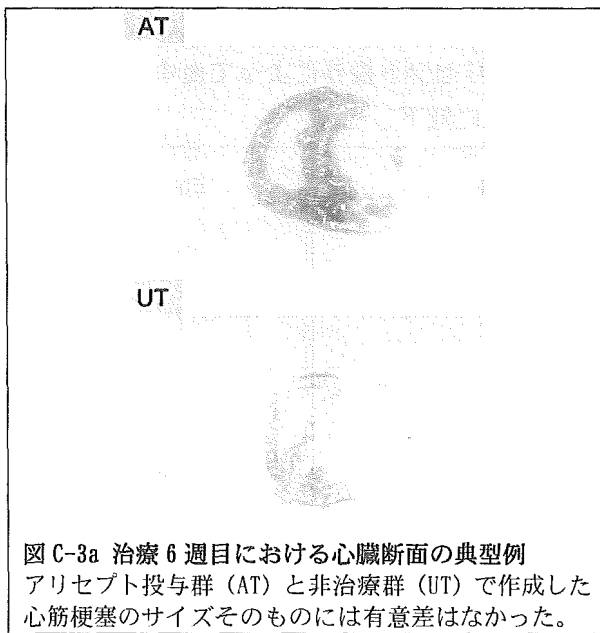 AT
UT
図 C-3a 治療 6 週目における心臓断面の典型例
アリセプト投与群（AT）と非治療群（UT）で作成した
心筋梗塞のサイズそのものには有意差はなかった。